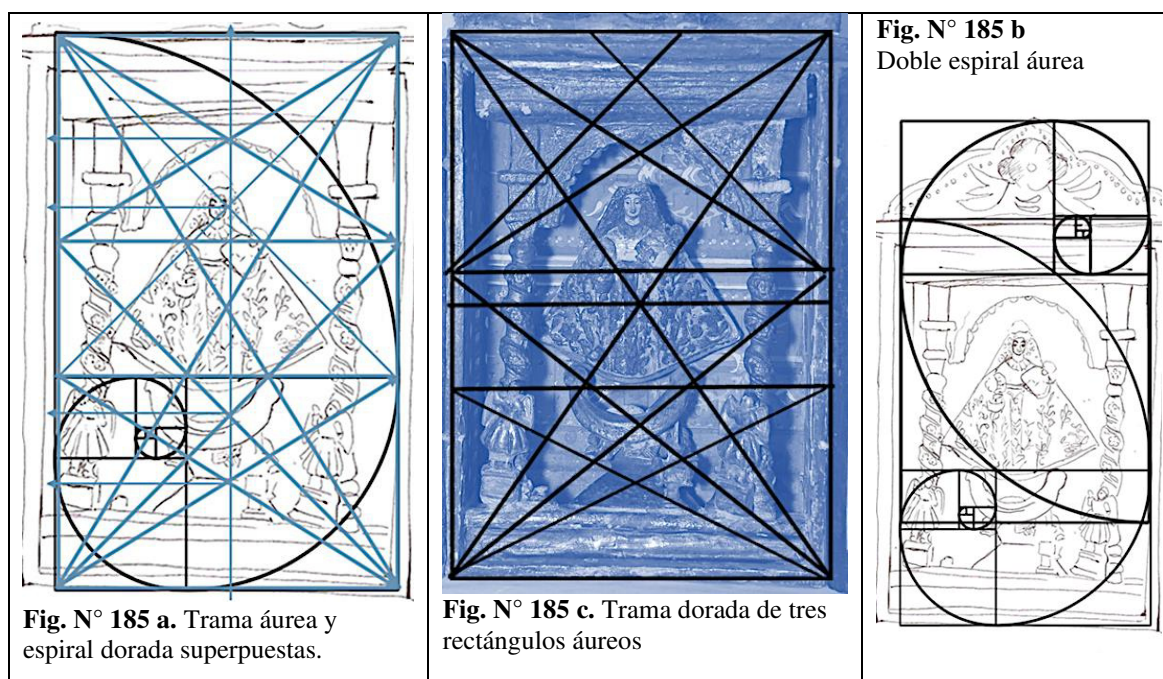 Fig. N° 185 a. Trama áurea y
espiral dorada superpuestas.
Fig. N° 185 c. Trama dorada de tres
rectángulos áureos
Fig. N° 185 b
Doble espiral áurea